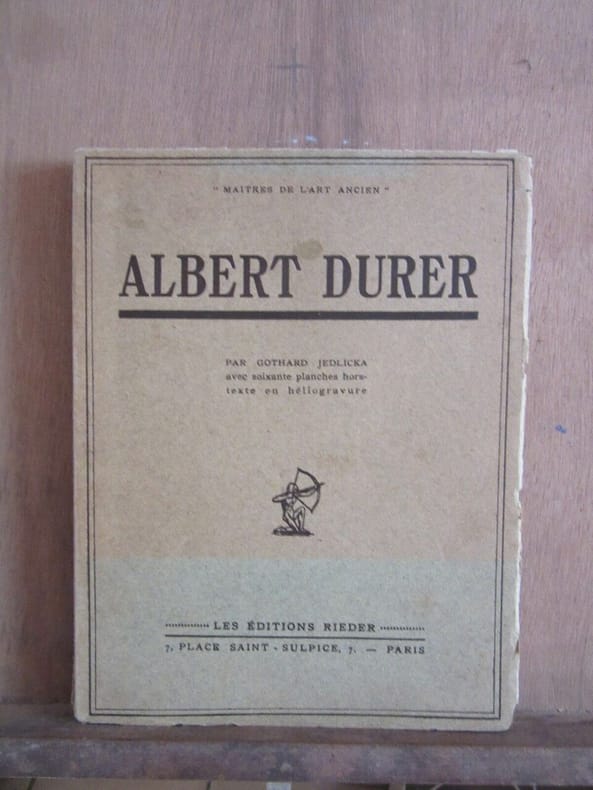 " MAITRES DE L'ART ANCIEN "
ALBERT DURER
PAR GOTHARD JEDLICKA
avec soixante planches hors-
texte en héliogravure
LES ÉDITIONS RIEDER
7, PLACE SAINT - SULPICE, 7. — PARIS